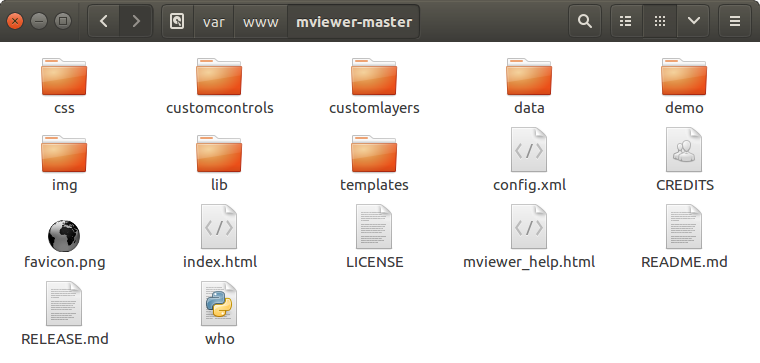 var www mviewer-master
css customcontrols customlayers data demo
img lib templates config.xml CREDITS
favicon.png index.html LICENSE mviewer_help.html README.md
RELEASE.md who